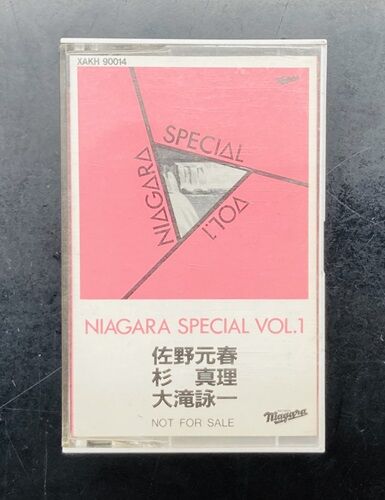 XAKH 90014
Niagara
NIAGARA
SPECIAL
VOL.1
NIAGARA SPECIAL VOL.1
佐野元春
杉 真理
大滝詠一
Niagara
NOT FOR SALE